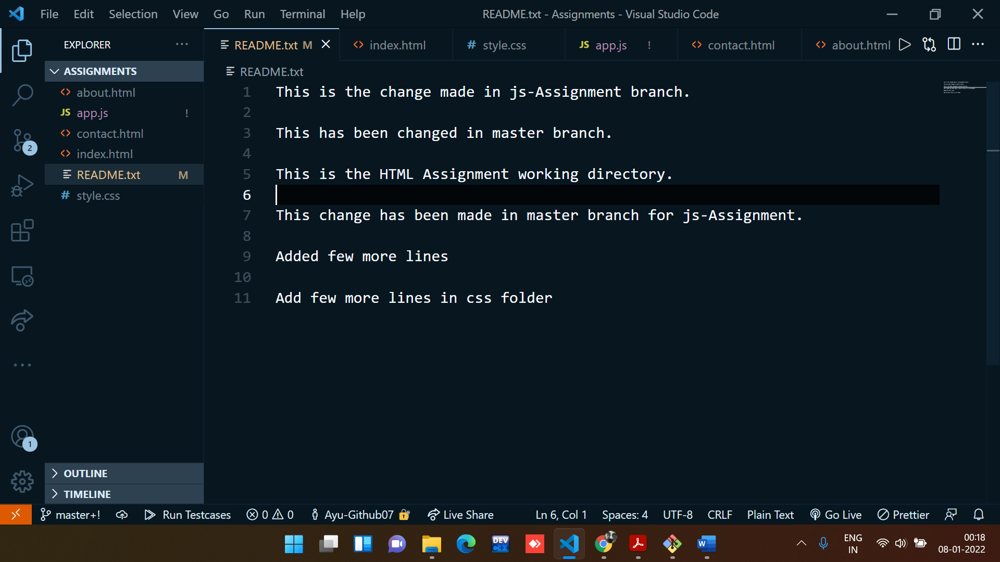 File Edit Selection View Go Run Terminal Help README.txt - Assignments - Visual Studio Code
EXPLORER ...
README.txt M index.html # style.css JS app.js ! contact.html about.html ...
ASSIGNMENTS
README.txt
about.html
JS app.js !
contact.html
index.html
README.txt M
# style.css
2
1 This is the change made in js-Assignment branch.
2
3 This has been changed in master branch.
4
5 This is the HTML Assignment working directory.
6
7 This change has been made in master branch for js-Assignment.
8
9 Added few more lines
10
11 Add few more lines in css folder
1
OUTLINE
TIMELINE
master+! Run Testcases 0 0 Ayu-Github07 Live Share Ln 6, Col 1 Spaces: 4 UTF-8 CRLF Plain Text Go Live Prettier
DEV C++ W ENG IN 00:18
08-01-2022